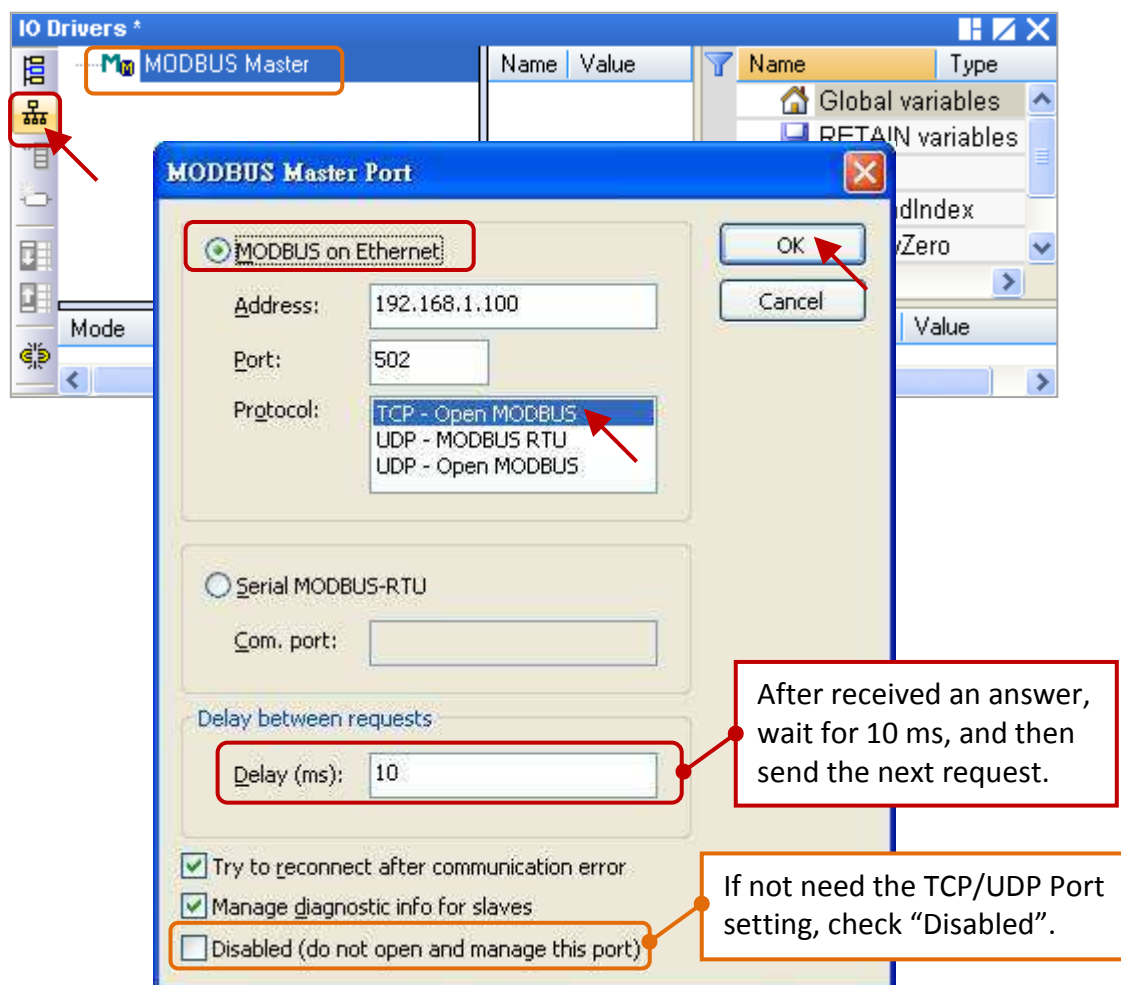 IO Drivers *
MODBUS Master
Name Value
Name Type
Global variables
RETAIN variables
dIndex
Zero
Mode
Value
MODBUS Master Port
MODBUS on Ethernet
OK
Address: 192.168.1.100
Cancel
Port: 502
Protocol: TCP - Open MODBUS
UDP - MODBUS RTU
UDP - Open MODBUS
Serial MODBUS-RTU
Com. port:
Delay between requests
Delay (ms): 10
After received an answer,
wait for 10 ms, and then
send the next request.
Try to reconnect after communication error
Manage diagnostic info for slaves
Disabled (do not open and manage this port)
If not need the TCP/UDP Port
setting, check “Disabled”.